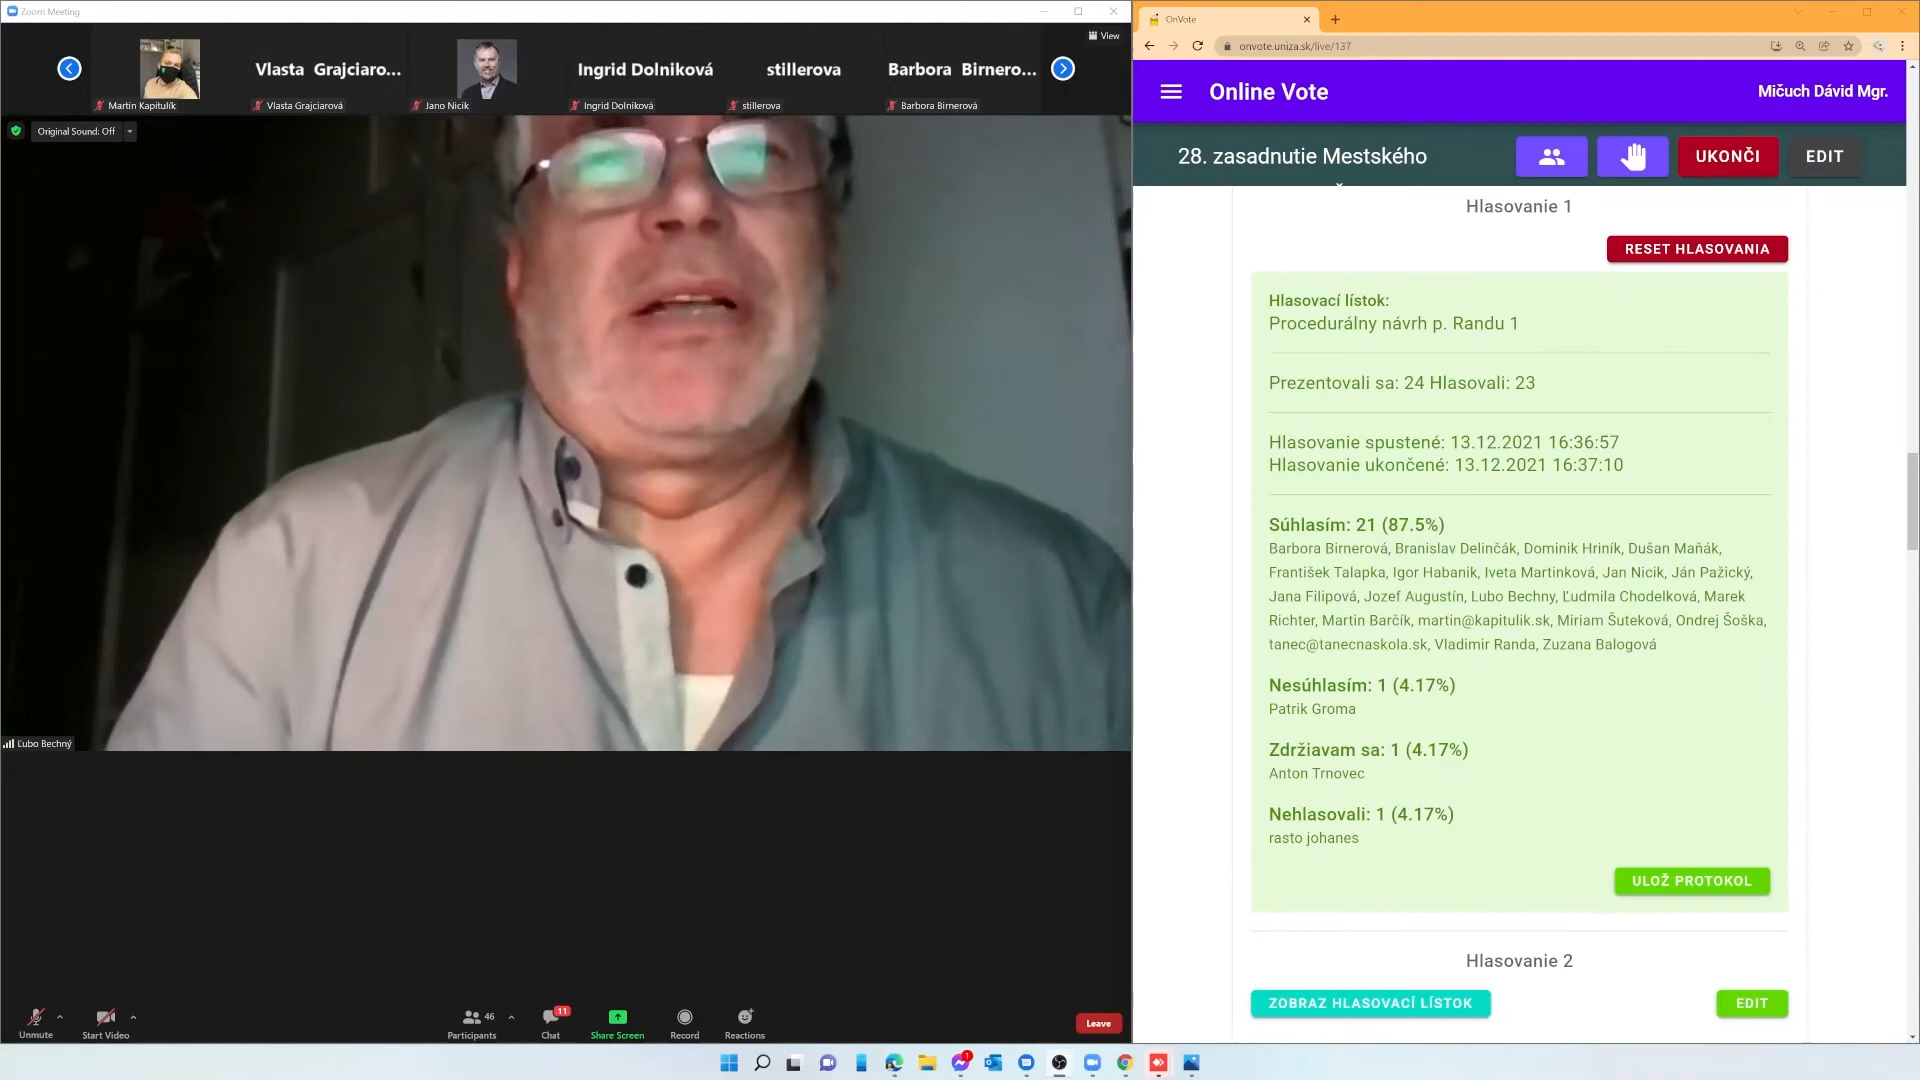 Zoom Meeting
View
Vlasta Grajciaro...
Ingrid Dolniková
stillerova
Barbora Birnero...
Martin Kapitulík
Vlasta Grajciarová
Jano Nicík
Ingrid Dolniková
stillerova
Barbora Birnerová
Original Sound: Off
Ľubo Bechný
Unmute
Start Video
46
Participants
11
Chat
Share Screen
Record
Reactions
Leave
OnVote
onvote.uniza.sk/live/137
Online Vote
Mičuch Dávid Mgr.
28. zasadnutie Mestského
UKONČI
EDIT
Hlasovanie 1
RESET HLASOVANIA
Hlasovací lístok:
Procedurálny návrh p. Randu 1
Prezentovali sa: 24 Hlasovali: 23
Hlasovanie spustené: 13.12.2021 16:36:57
Hlasovanie ukončené: 13.12.2021 16:37:10
Súhlasím: 21 (87.5%)
Barbora Birnerová, Branislav Delinčák, Dominik Hriník, Dušan Maňák,
František Talapka, Igor Habanik, Iveta Martinková, Jan Nicik, Ján Pažický,
Jana Filipová, Jozef Augustín, Lubo Bechny, Ľudmila Chodelková, Marek
Richter, Martin Barčík, martin@kapitulik.sk, Miriam Šuteková, Ondrej Šoška,
tanec@tanecnaskola.sk, Vladimir Randa, Zuzana Balogová
Nesúhlasím: 1 (4.17%)
Patrik Groma
Zdržiavam sa: 1 (4.17%)
Anton Trnovec
Nehlasovali: 1 (4.17%)
rasto johanes
ULOŽ PROTOKOL
Hlasovanie 2
ZOBRAZ HLASOVACÍ LÍSTOK
EDIT
1